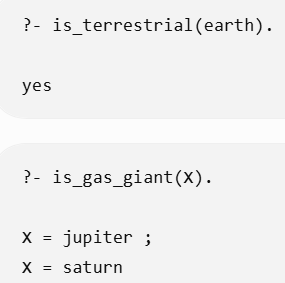 ?- is_terrestrial(earth).
yes
?- is_gas_giant(X).
X = jupiter ;
X = saturn